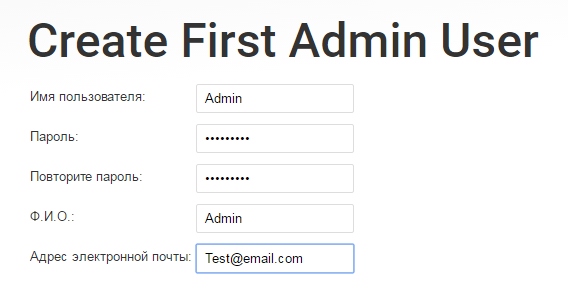 Create First Admin User
Имя пользователя: Admin
Пароль: •••••••••
Повторите пароль: •••••••••
Ф.И.О.: Admin
Адрес электронной почты: Test@email.com